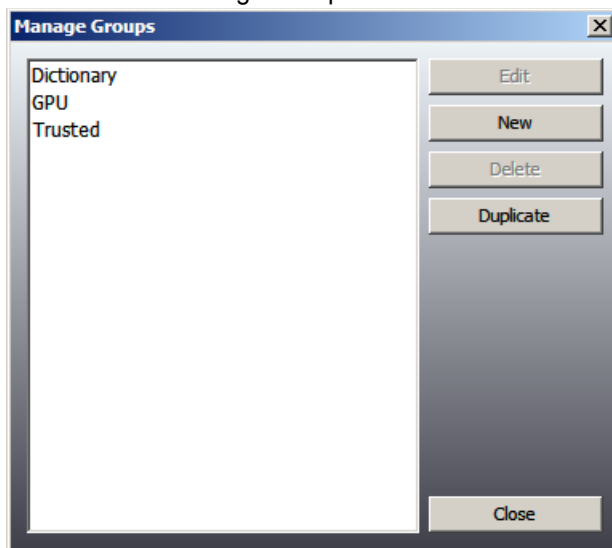 Manage Groups
Dictionary
GPU
Trusted
Edit
New
Delete
Duplicate
Close